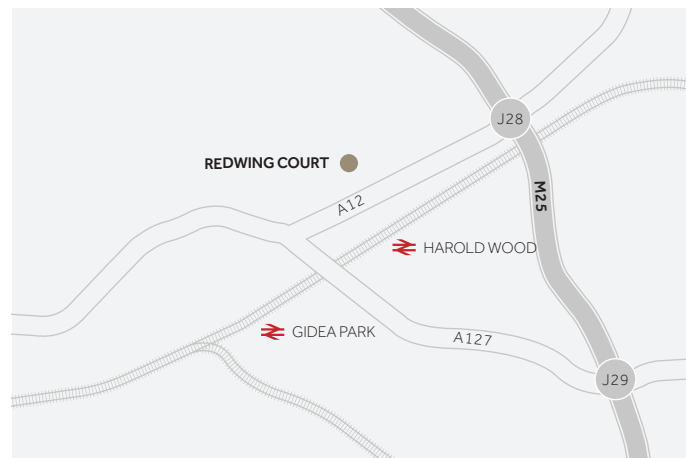 J28
REDWING COURT
M25
A12
HAROLD WOOD
GIDEA PARK
A127
J29